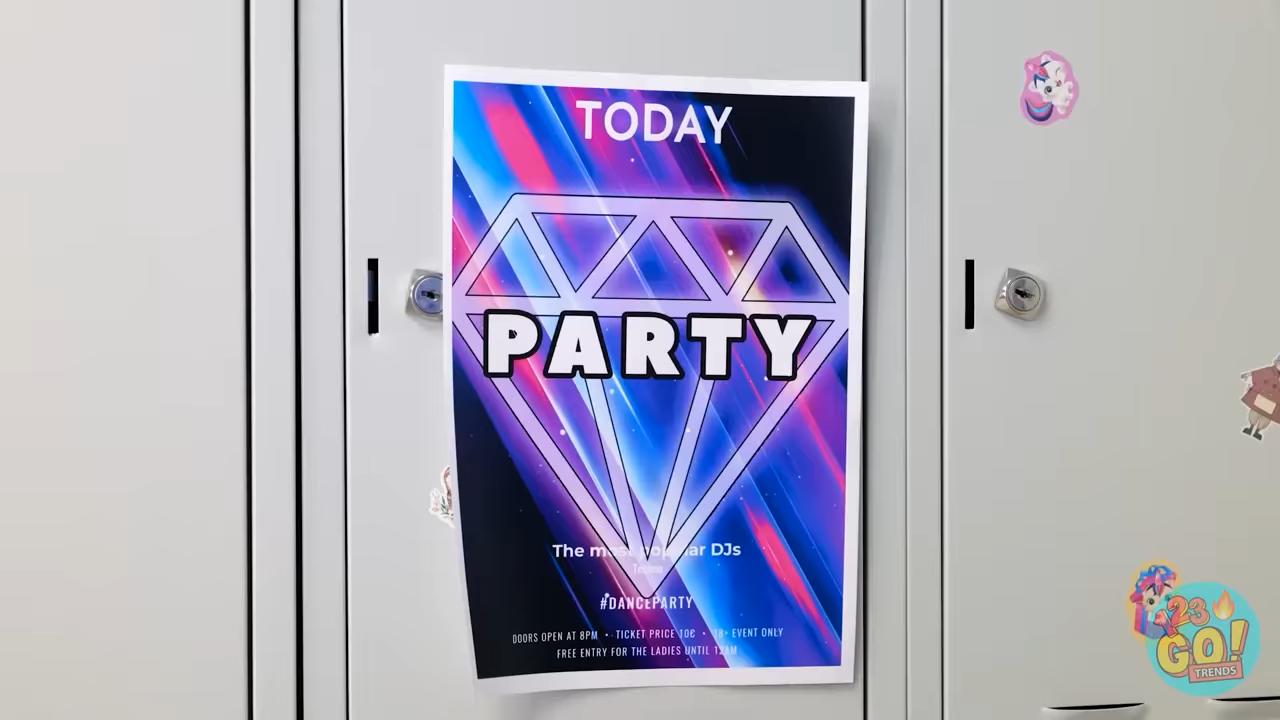 TODAY
PARTY
The most popular DJs
Techno
#DANCEPARTY
DOORS OPEN AT 8PM • TICKET PRICE 10€ • 18+ EVENT ONLY
FREE ENTRY FOR THE LADIES UNTIL 12AM
123
GO!
TRENDS